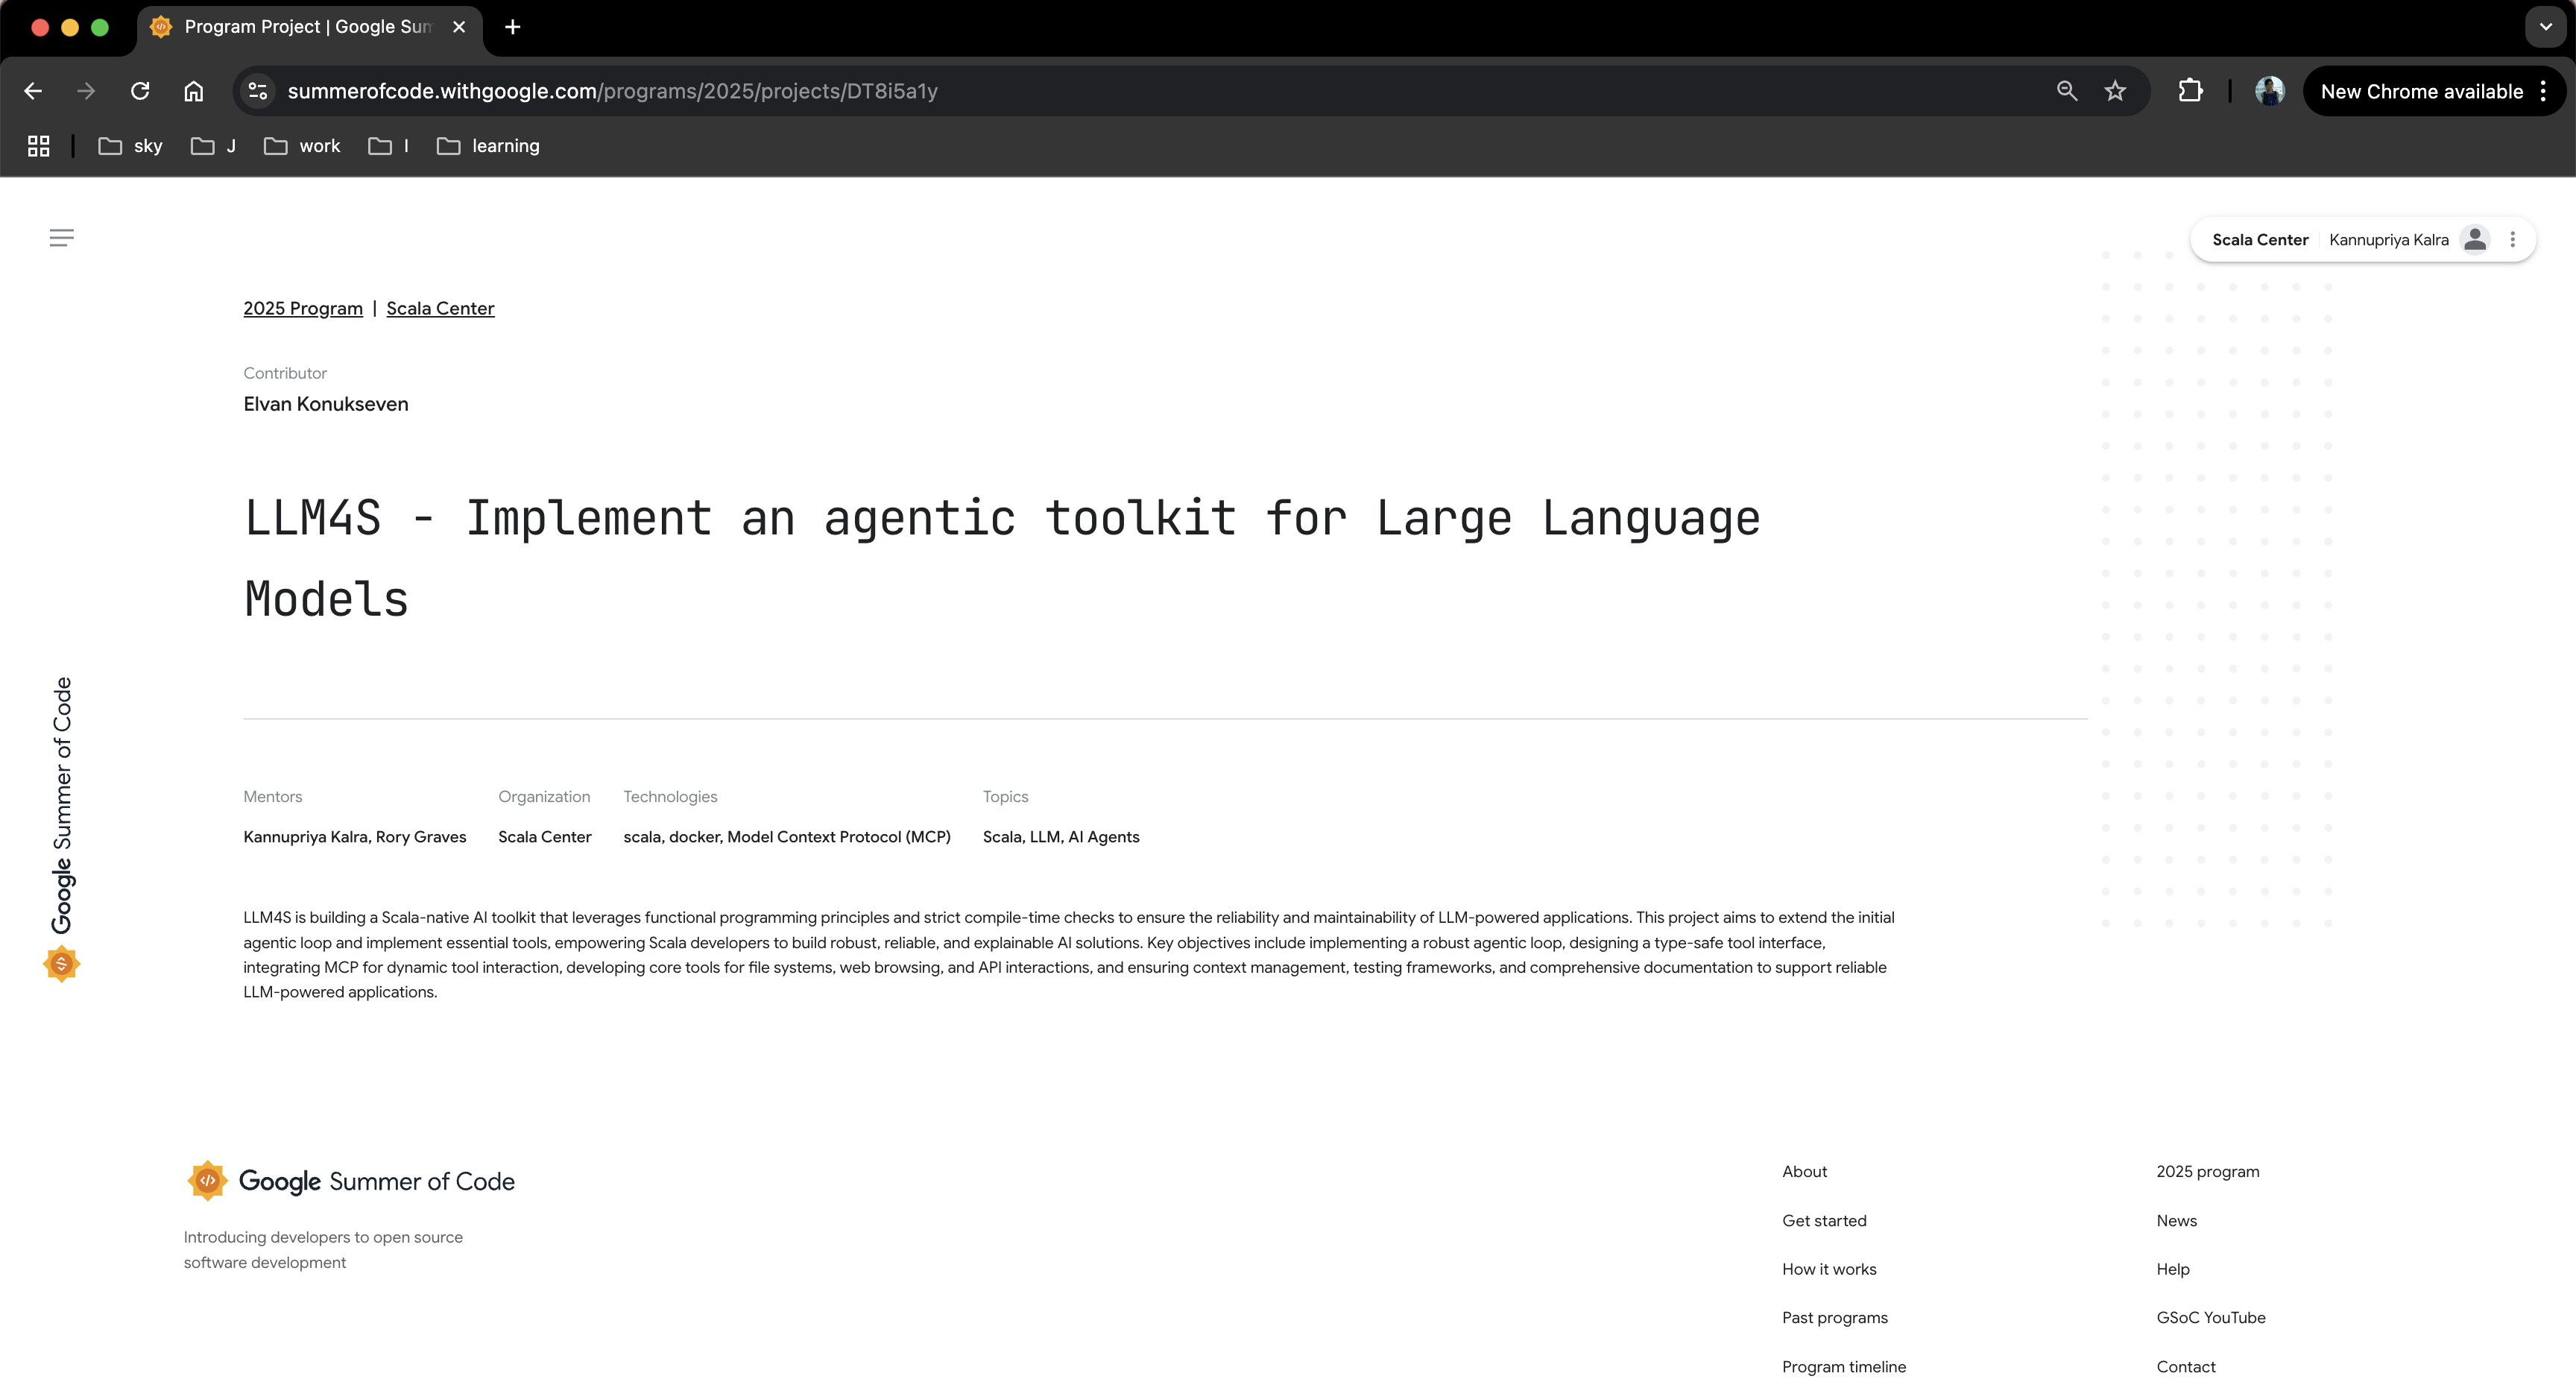 Program Project | Google Sum
summerofcode.withgoogle.com/programs/2025/projects/DT8i5a1y
New Chrome available
sky
J
work
I
learning
Scala Center
Kannupriya Kalra
2025 Program | Scala Center
Contributor
Elvan Konukseven
LLM4S - Implement an agentic toolkit for Large Language
Models
Google Summer of Code
Mentors
Kannupriya Kalra, Rory Graves
Organization
Scala Center
Technologies
scala, docker, Model Context Protocol (MCP)
Topics
Scala, LLM, AI Agents
LLM4S is building a Scala-native AI toolkit that leverages functional programming principles and strict compile-time checks to ensure the reliability and maintainability of LLM-powered applications. This project aims to extend the initial
agentic loop and implement essential tools, empowering Scala developers to build robust, reliable, and explainable AI solutions. Key objectives include implementing a robust agentic loop, designing a type-safe tool interface,
integrating MCP for dynamic tool interaction, developing core tools for file systems, web browsing, and API interactions, and ensuring context management, testing frameworks, and comprehensive documentation to support reliable
LLM-powered applications.
Google Summer of Code
Introducing developers to open source
software development
About
Get started
How it works
Past programs
Program timeline
2025 program
News
Help
GSoC YouTube
Contact